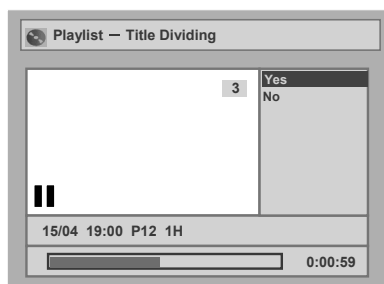 Playlist — Title Dividing
3
Yes
No
15/04 19:00 P12 1H
0:00:59